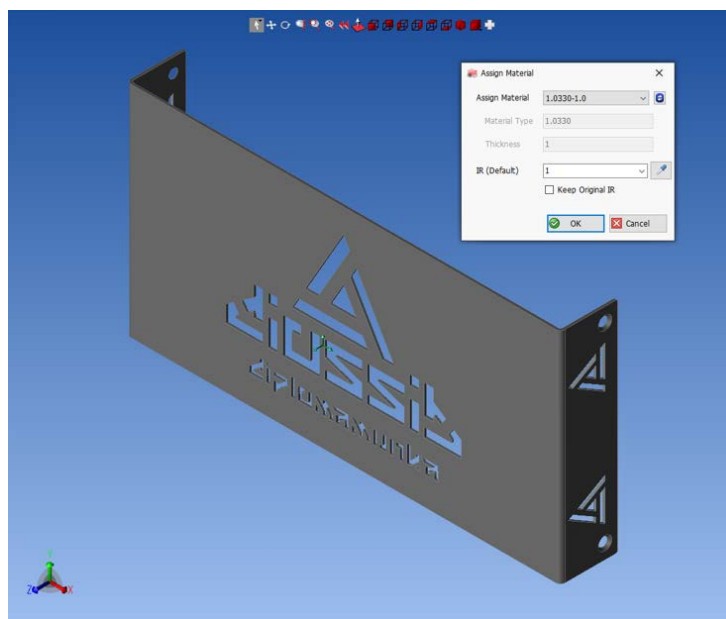 Assign Material
Assign Material 1.0330-1.0
Material Type 1.0330
Thickness 1
IR (Default) 1
Keep Original IR
OK Cancel
diplomamunka
Y
Z X